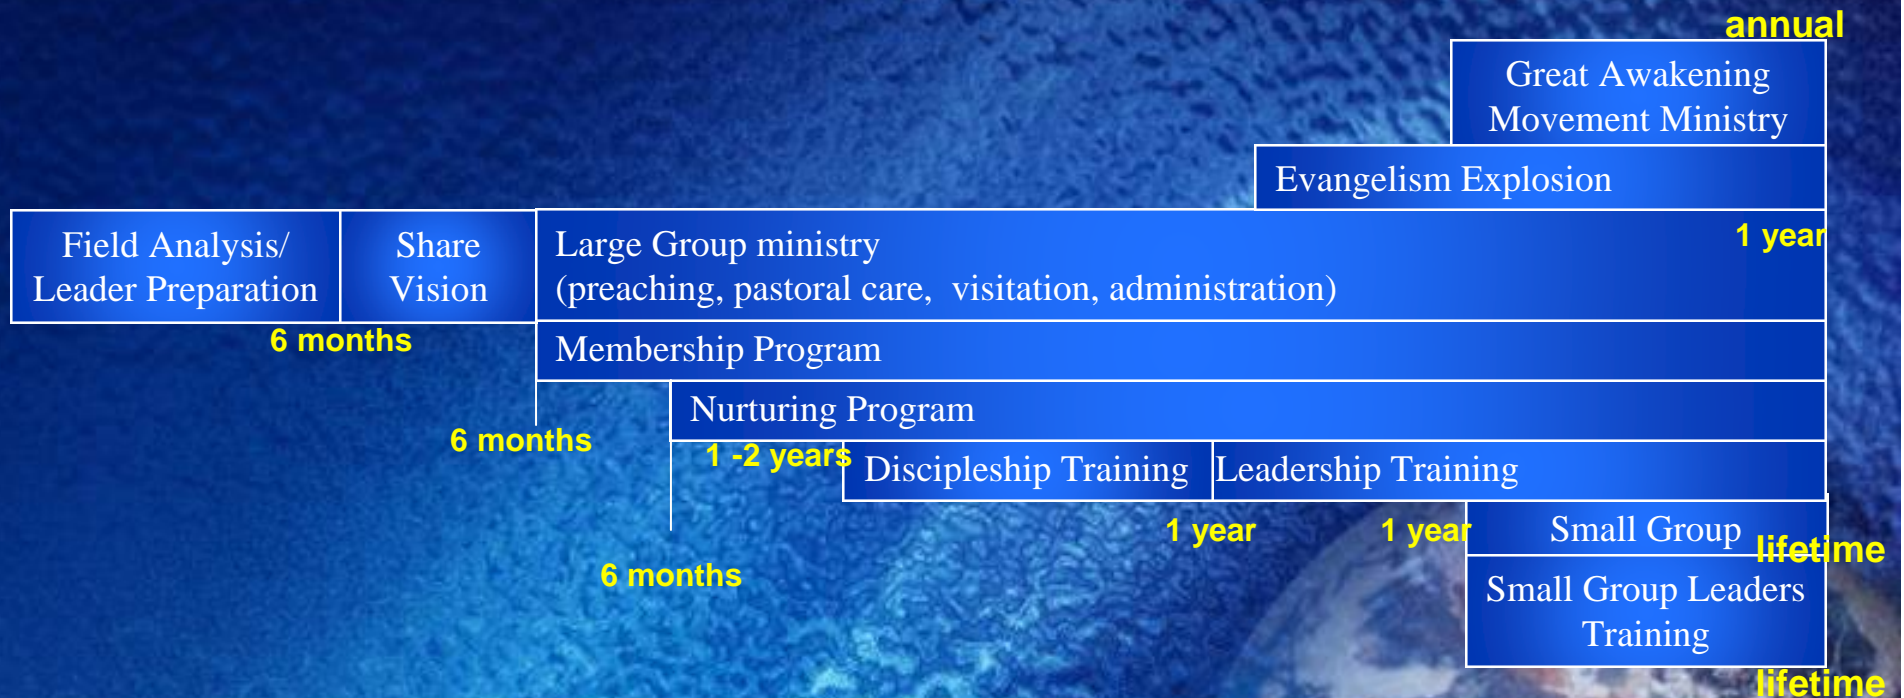 annual
Great Awakening
Movement Ministry
Evangelism Explosion
1 year
Field Analysis/
Leader Preparation
Share
Vision
Large Group ministry
(preaching, pastoral care,  visitation, administration)
6 months
Membership Program
Nurturing Program
6 months
1 -2 years
Discipleship Training
Leadership Training
1 year
1 year
Small Group
lifetime
6 months
Small Group Leaders
Training
lifetime